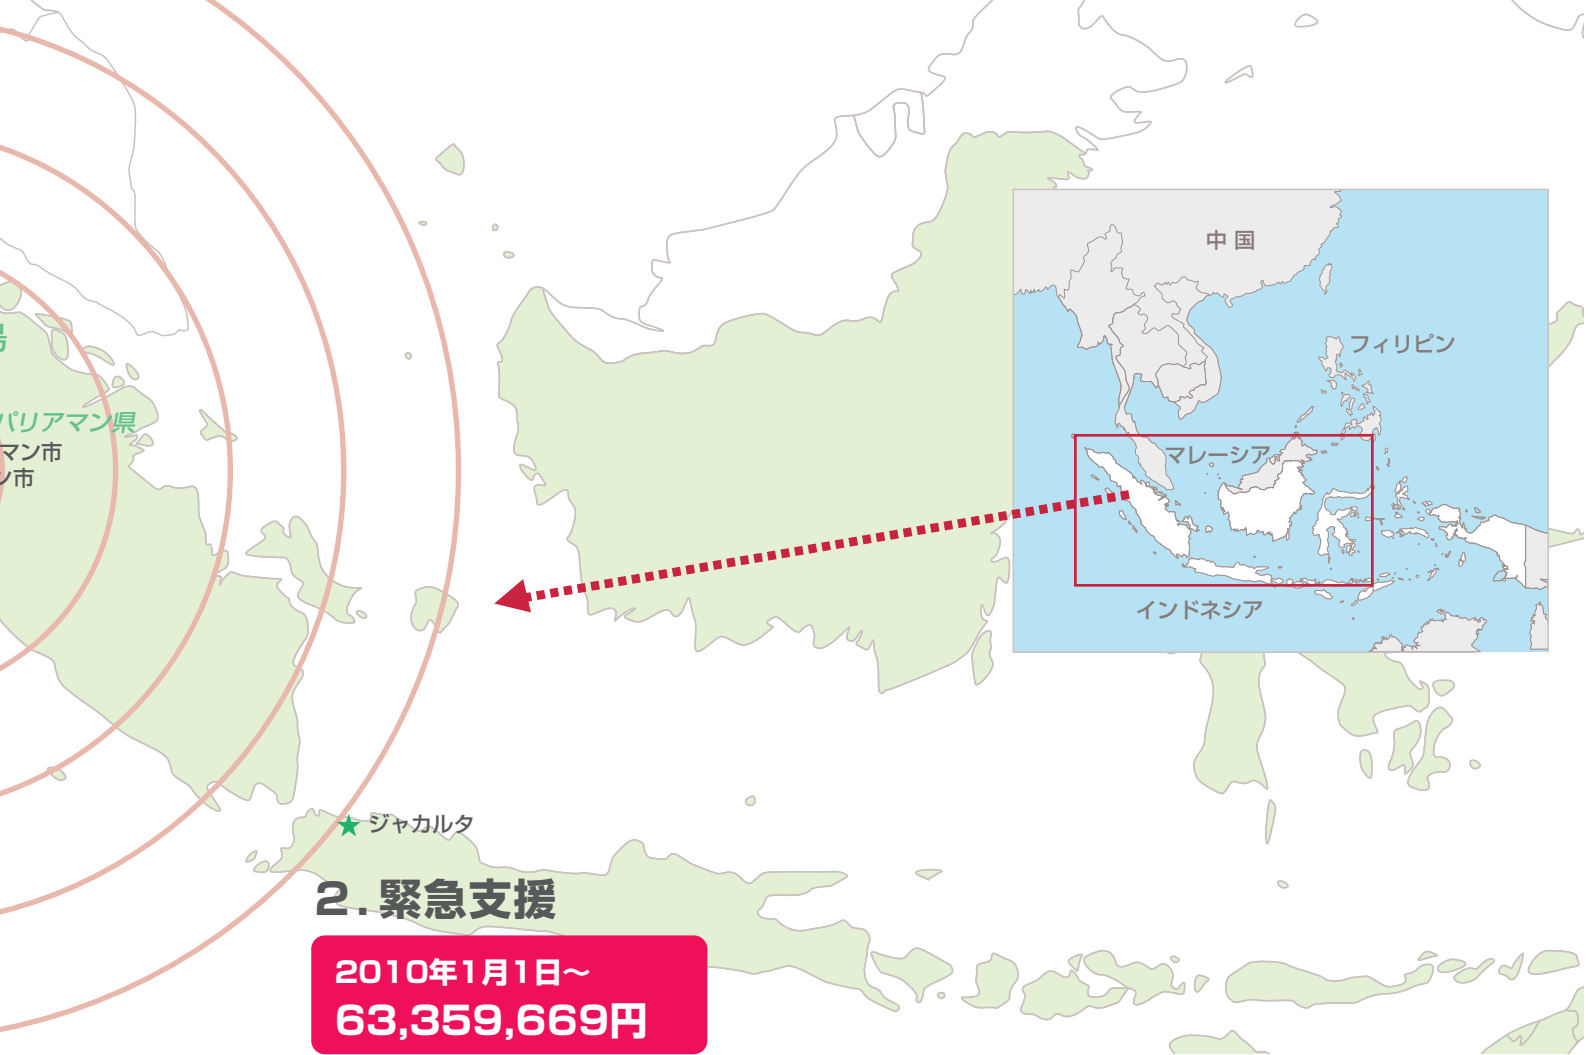 中国
フィリピン
マレーシア
インドネシア
パリアマン県
マン市
ン市
ジャカルタ
2.緊急支援
2010年1月1日〜
63,359,669円